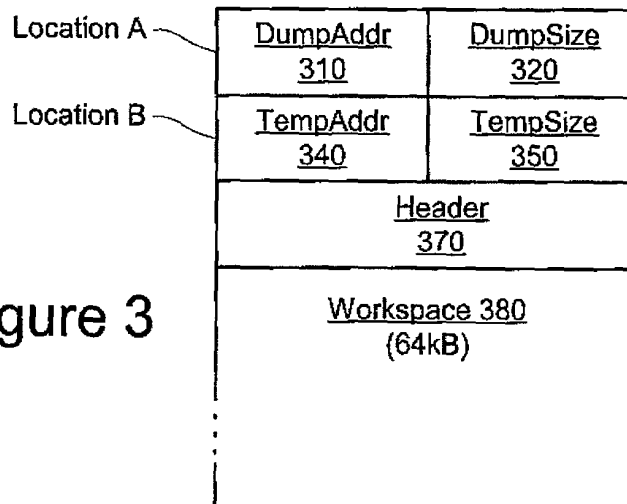 Location A
DumpAddr
310
DumpSize
320
Location B
TempAddr
340
TempSize
350
Header
370
gure 3
Workspace 380
(64kB)